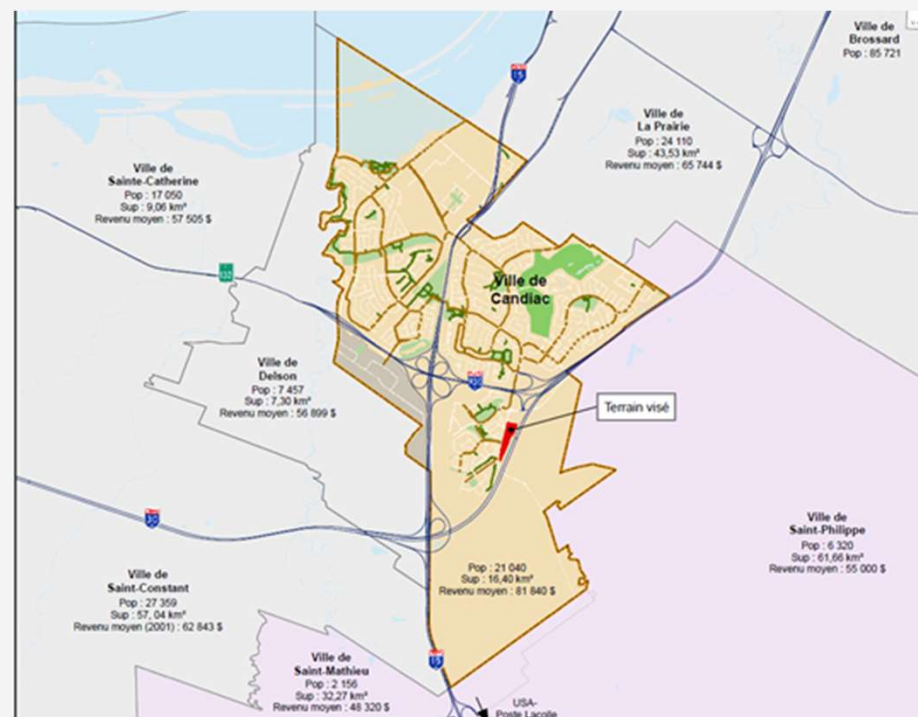 Ville de
Brossard
Pop : 85 721
15
Ville de
La Prairie
Pop : 24 110
Sup : 43,53 km²
Revenu moyen : 65 744 $
Ville de
Sainte-Catherine
Pop : 17 050
Sup : 9,06 km²
Revenu moyen : 57 505 $
132
Ville de
Candiac
Ville de
Delson
Pop : 7 457
Sup : 7,30 km²
Revenu moyen : 56 899 $
Terrain visé
30
Ville de
Saint-Philippe
Pop : 6 320
Sup : 61,66 km²
Revenu moyen : 55 000 $
Pop : 21 040
Sup : 16,40 km²
Revenu moyen : 81 840 $
Ville de
Saint-Constant
Pop : 27 359
Sup : 57, 04 km²
Revenu moyen (2001) : 62 843 $
15
Ville de
Saint-Mathieu
Pop : 2 156
Sup : 32,27 km²
Revenu moyen : 48 320 $
USA-
Poste Lacolle